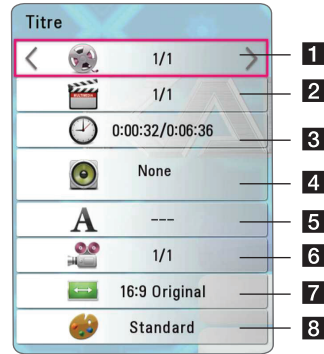 Titre
1/1 1
1/1 2
0:00:32/0:06:36 3
None 4
A --- 5
1/1 6
16:9 Original 7
Standard 8